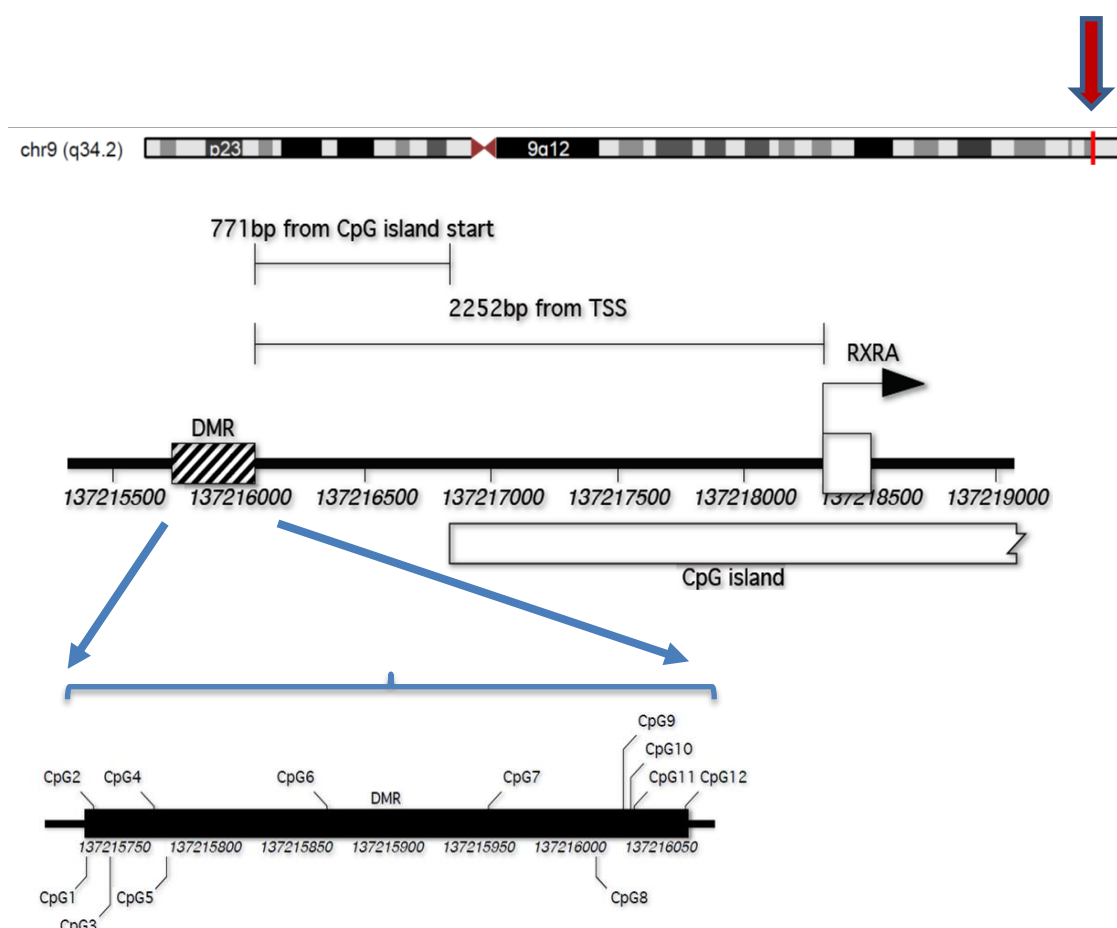 chr9 (q34.2)
p23
9q12
771bp from CpG island start
2252bp from TSS
RXRA
DMR
137215500 137216000 137216500 137217000 137217500 137218000 137218500 137219000
CpG island
CpG9
CpG10
CpG2 CpG4 CpG6 CpG7 CpG11 CpG12
DMR
137215750 137215800 137215850 137215900 137215950 137216000 137216050
CpG1 CpG5 CpG8
CpG3